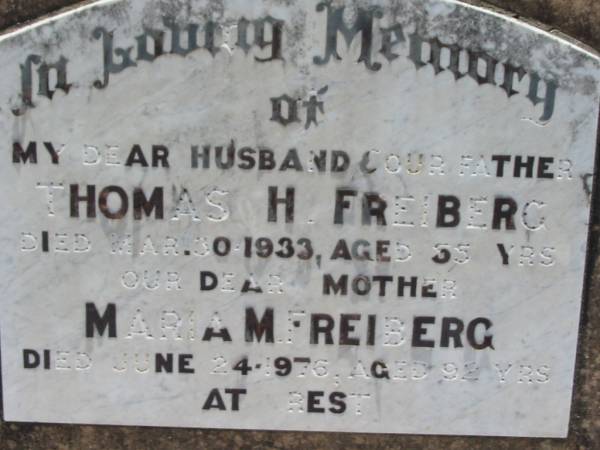 In Loving Memory
of
MY DEAR HUSBAND & OUR FATHER
THOMAS H. FREIBERG
DIED MAR. 30·1933, AGED 55 YRS
OUR DEAR MOTHER
MARIA M. FREIBERG
DIED JUNE 24·1976, AGED 92 YRS
AT REST